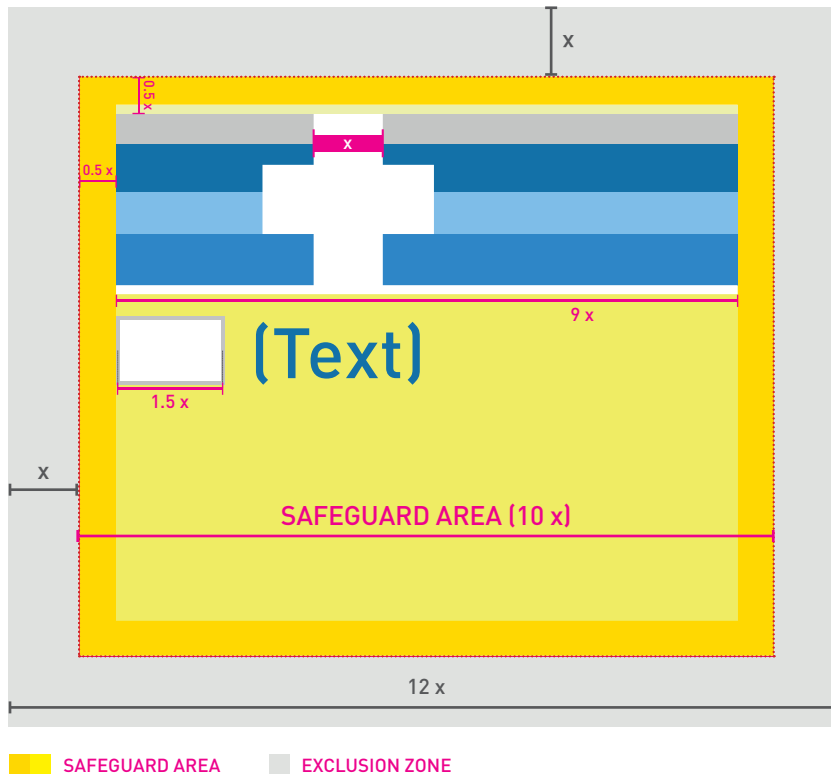 x
0.5 x
x
0.5 x
9 x
(Text)
1.5 x
x
SAFEGUARD AREA (10 x)
12 x
SAFEGUARD AREA
EXCLUSION ZONE